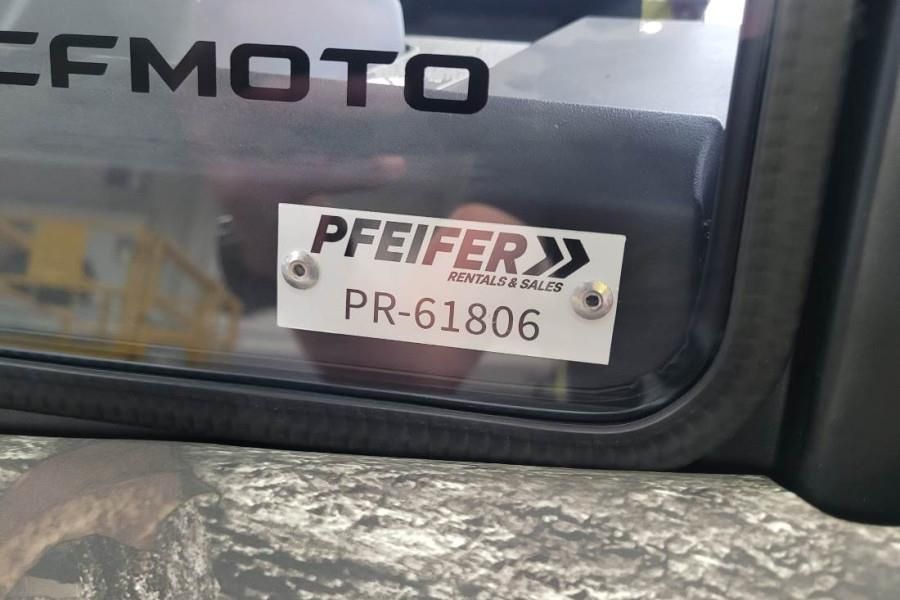 CFMOTO
PFEIFER
RENTALS & SALES
PR-61806